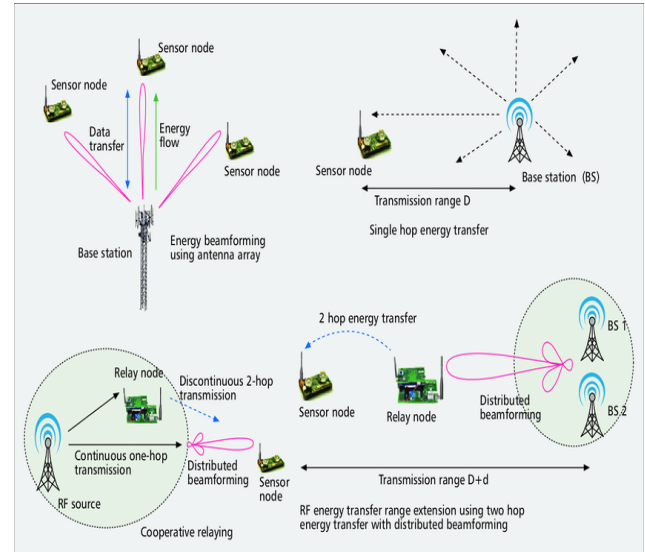 Sensor node
Sensor node
Data
transfer
Energy
flow
Sensor node
Base station
Energy beamforming
using antenna array
Sensor node
Base station (BS)
Transmission range D
Single hop energy transfer
Relay node
Discontinuous 2-hop
transmission
Continuous one-hop
transmission
Distributed
beamforming
Sensor
node
RF source
Cooperative relaying
2 hop energy transfer
BS 1
Sensor node
Relay node
Distributed
beamforming
BS 2
Transmission range D+d
RF energy transfer range extension using two hop
energy transfer with distributed beamforming